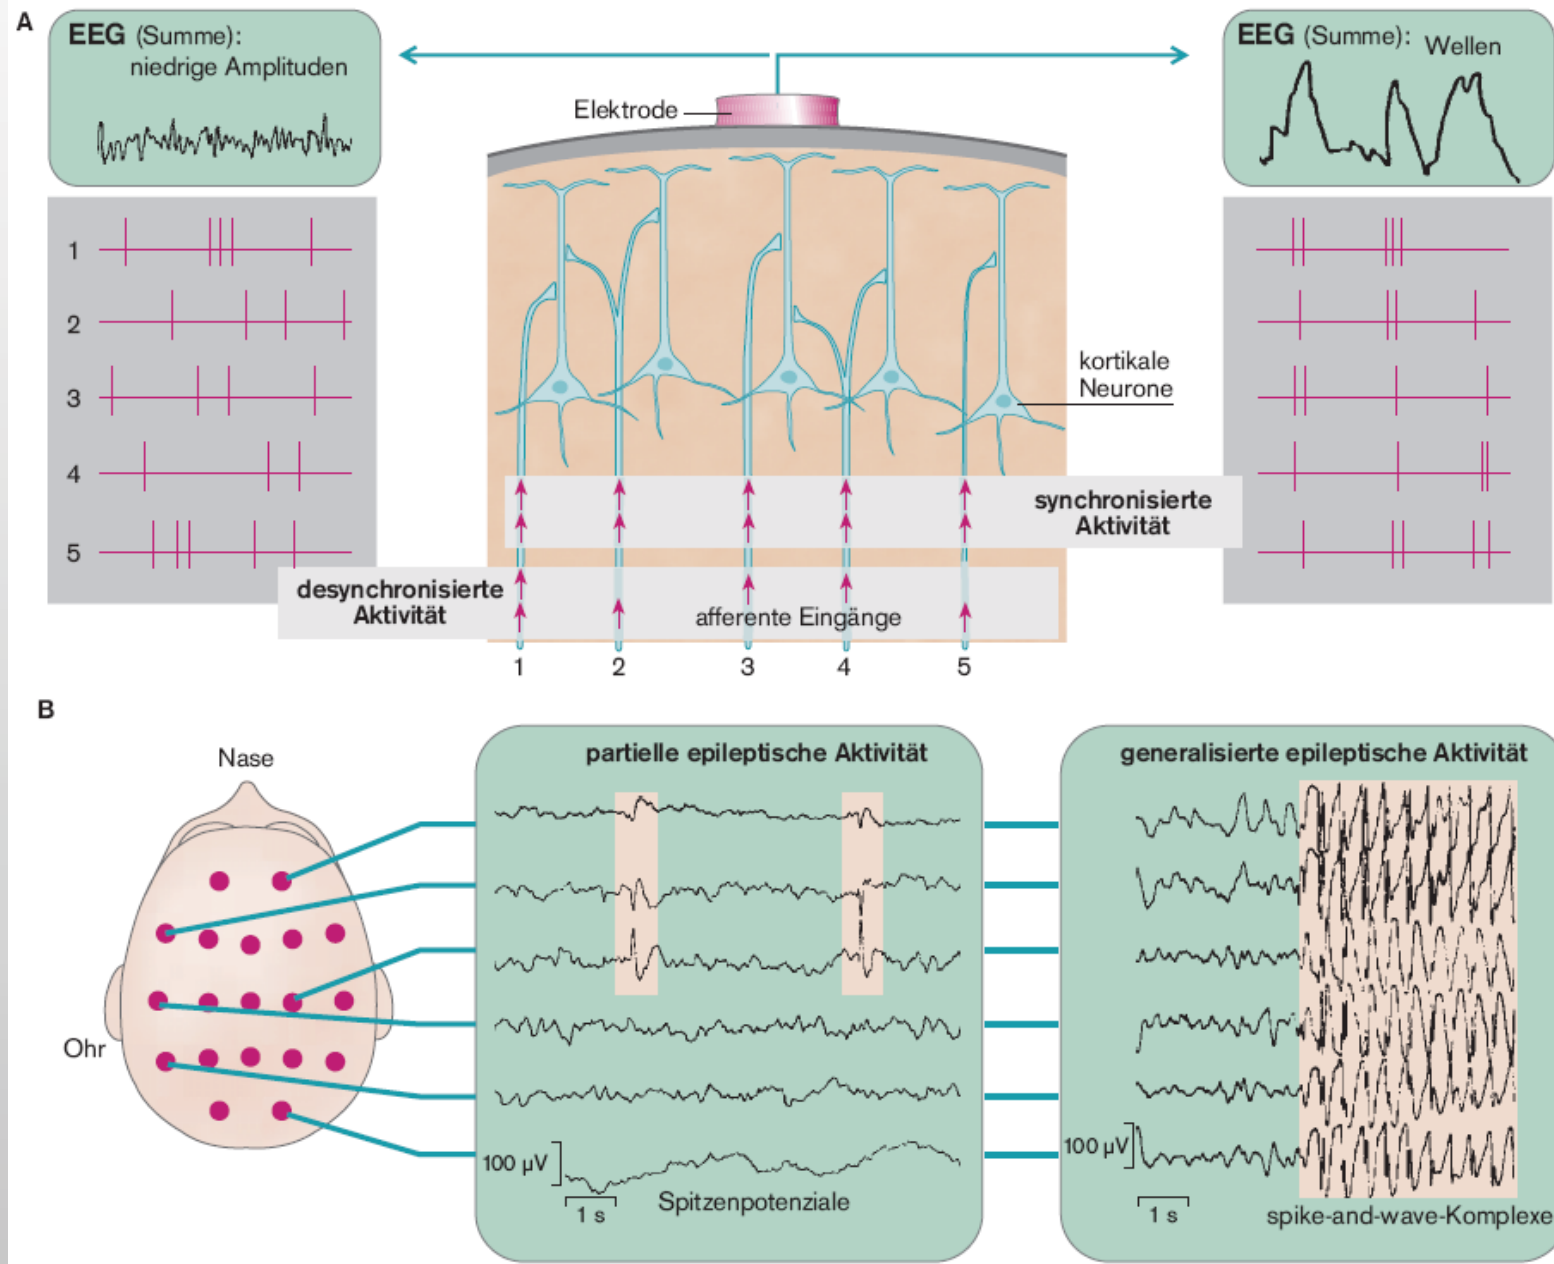 A
EEG (Summe):
niedrige Amplituden
EEG (Summe): Wellen
Elektrode
1
2
3
4
5
kortikale
Neurone
synchronisierte
Aktivität
desynchronisierte
Aktivität
afferente Eingänge
1 2 3 4 5
B
Nase
Ohr
partielle epileptische Aktivität
100 µV
1 s
Spitzenpotenziale
generalisierte epileptische Aktivität
100 µV
1 s
spike-and-wave-Komplexe